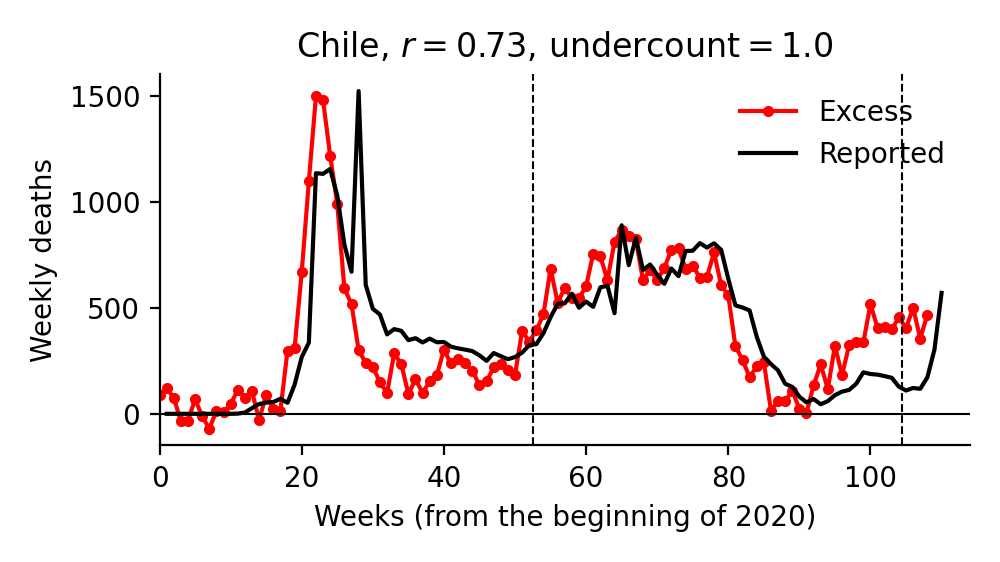 Chile, r = 0.73, undercount = 1.0
Excess
Reported
Weekly deaths
1500
1000
500
0
0 20 40 60 80 100
Weeks (from the beginning of 2020)